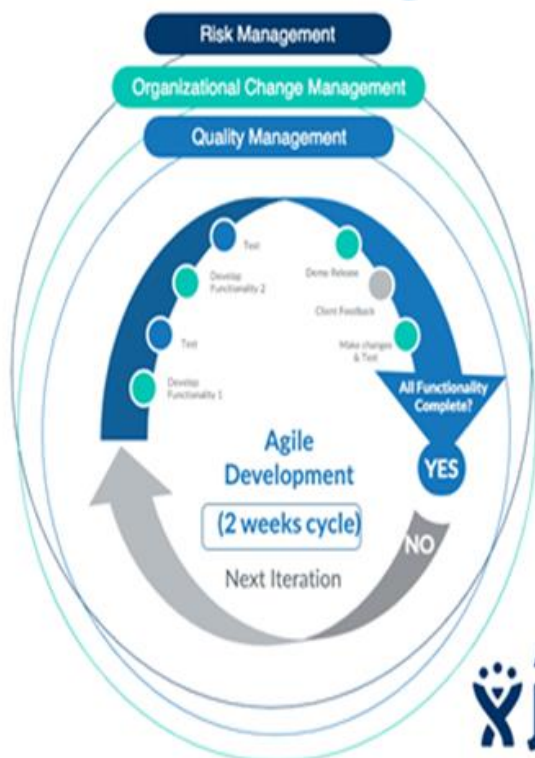 Risk Management
Organizational Change Management
Quality Management
Test
Develop
Functionality 2
Test
Develop
Functionality 1
Demo Release
Client Feedback
Make changes
& Test
All Functionality
Complete?
YES
NO
Agile
Development
(2 weeks cycle)
Next Iteration